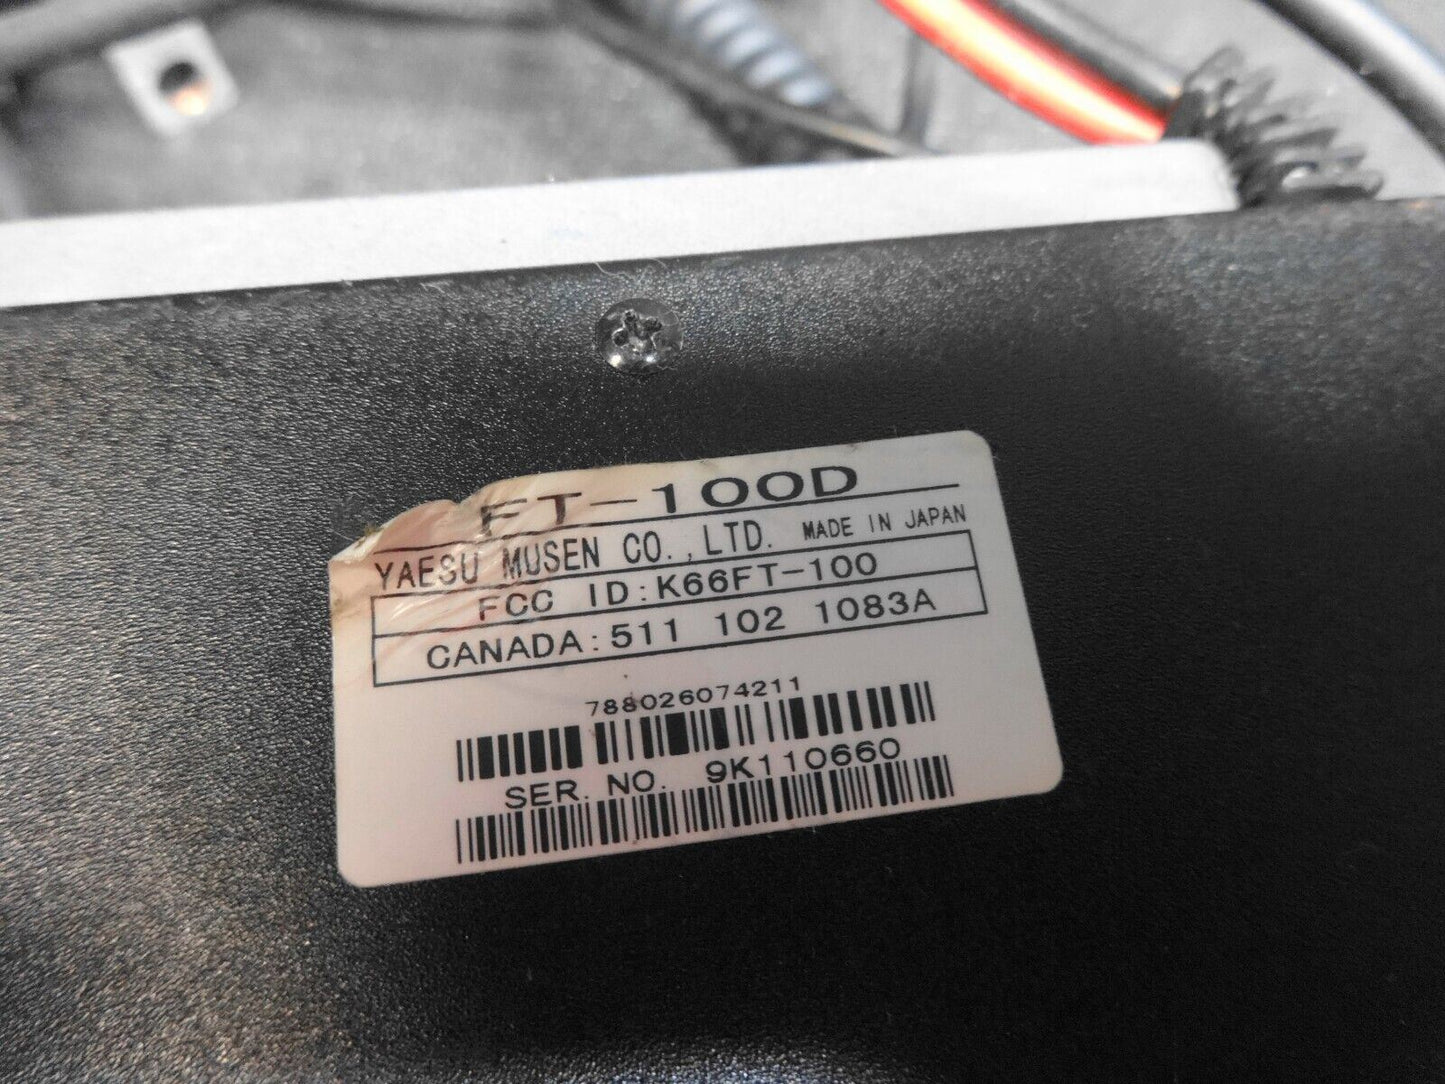 FT-100D
YAESU MUSEN CO.,LTD. MADE IN JAPAN
FCC ID:K66FT-100
CANADA:511 102 1083A
788026074211
SER. NO. 9K110660